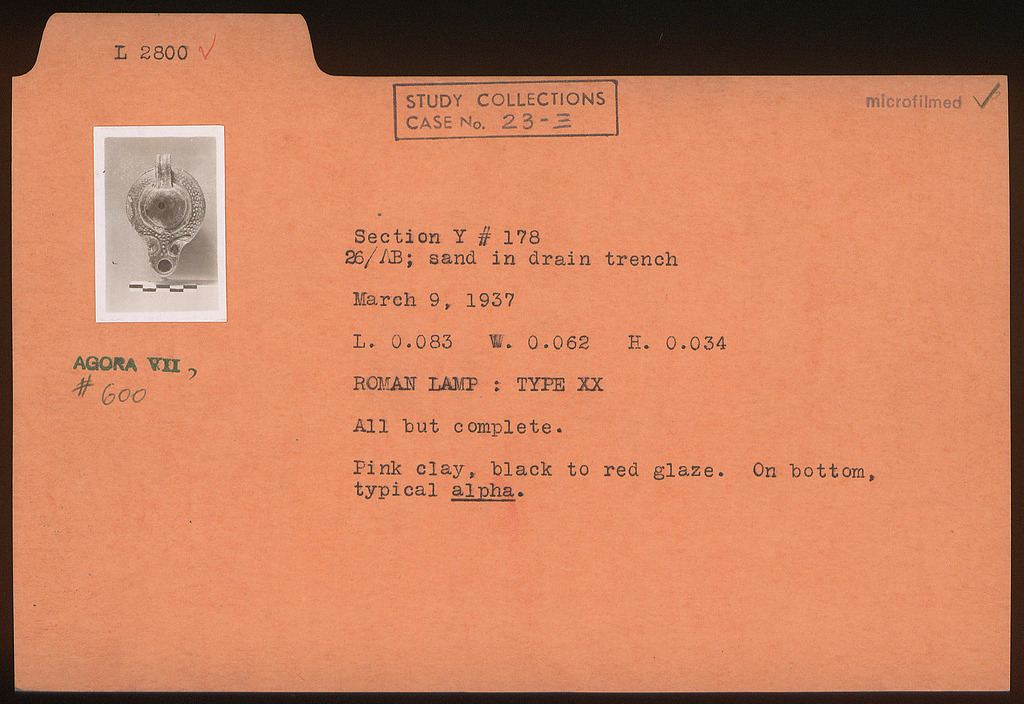 L 2800 ✓
STUDY COLLECTIONS
CASE No. 23-Ξ
microfilmed ✓
Section Y # 178
26/ΛΒ; sand in drain trench
March 9, 1937
L. 0.083 W. 0.062 H. 0.034
ROMAN LAMP : TYPE XX
All but complete.
Pink clay, black to red glaze. On bottom,
typical alpha.
AGORA VII,
# 600